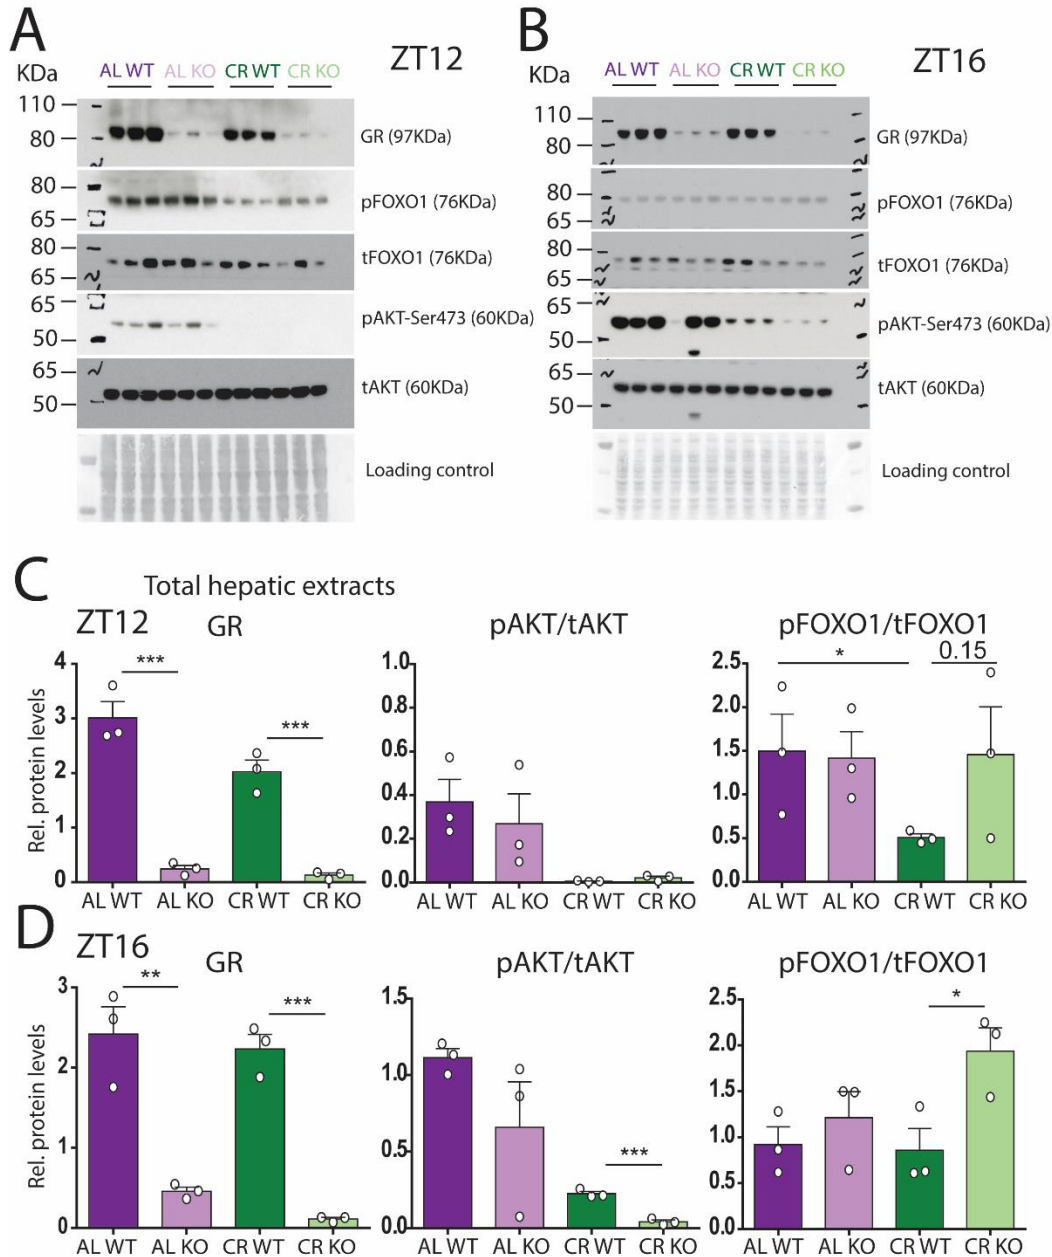 A
KDa
AL WT AL KO CR WT CR KO
ZT12
110
80
GR (97KDa)
80
65
pFOXO1 (76KDa)
80
65
tFOXO1 (76KDa)
65
50
pAKT-Ser473 (60KDa)
65
50
tAKT (60KDa)
Loading control
B
KDa
AL WT AL KO CR WT CR KO
ZT16
110
80
GR (97KDa)
80
65
pFOXO1 (76KDa)
80
65
tFOXO1 (76KDa)
65
50
pAKT-Ser473 (60KDa)
65
50
tAKT (60KDa)
Loading control
C
Total hepatic extracts
ZT12
GR
Rel. protein levels
4
3
2
1
0
***
***
AL WT AL KO CR WT CR KO
pAKT/tAKT
1.0
0.8
0.6
0.4
0.2
0.0
AL WT AL KO CR WT CR KO
pFOXO1/tFOXO1
2.5
2.0
1.5
1.0
0.5
0.0
*
0.15
AL WT AL KO CR WT CR KO
D
ZT16
GR
Rel. protein levels
3
2
1
0
**
***
AL WT AL KO CR WT CR KO
pAKT/tAKT
1.5
1.0
0.5
0.0
***
AL WT AL KO CR WT CR KO
pFOXO1/tFOXO1
2.5
2.0
1.5
1.0
0.5
0.0
*
AL WT AL KO CR WT CR KO